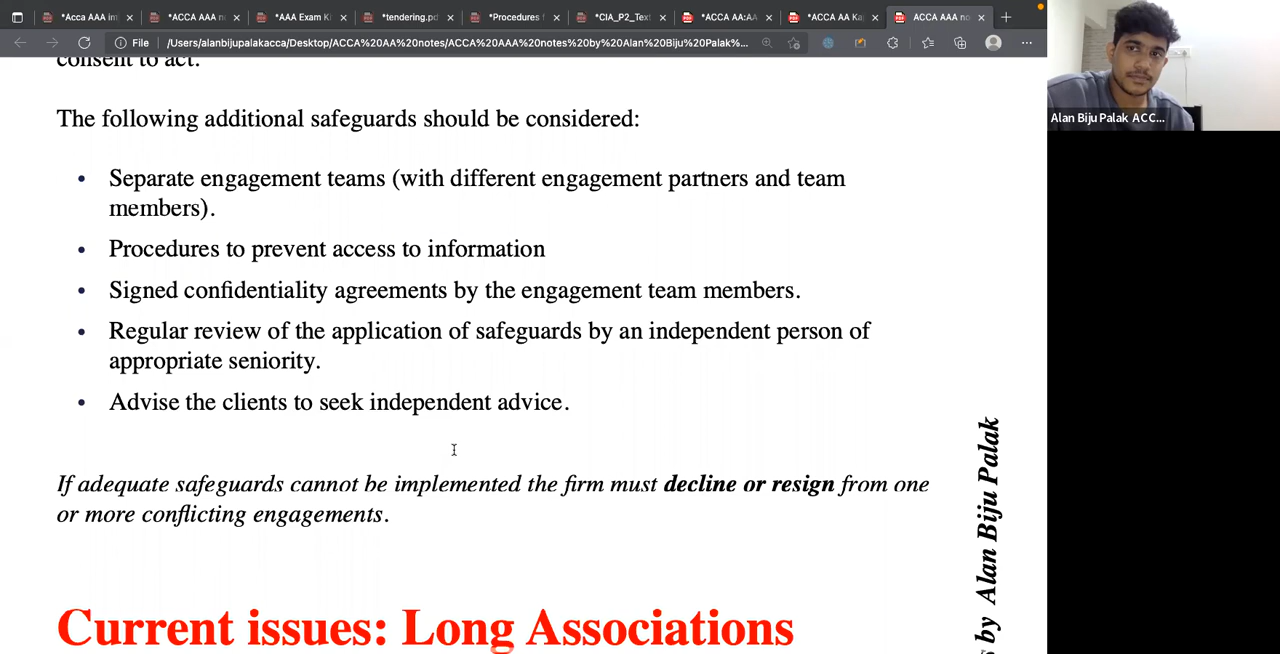 *Acca AAA im
*ACCA AAA n
*AAA Exam K
*tendering.pd
*Procedures f
*CIA_P2_Text
*ACCA AA:AA
*ACCA AA Ka
ACCA AAA no
File
/Users/alanbijupalakacca/Desktop/ACCA%20AA%20notes/ACCA%20AAA%20notes%20by%20Alan%20Biju%20Palak%...
Alan Biju Palak ACC...
consent to act.
The following additional safeguards should be considered:
• Separate engagement teams (with different engagement partners and team
members).
• Procedures to prevent access to information
• Signed confidentiality agreements by the engagement team members.
• Regular review of the application of safeguards by an independent person of
appropriate seniority.
• Advise the clients to seek independent advice.
If adequate safeguards cannot be implemented the firm must decline or resign from one
or more conflicting engagements.
Current issues: Long Associations
s by Alan Biju Palak